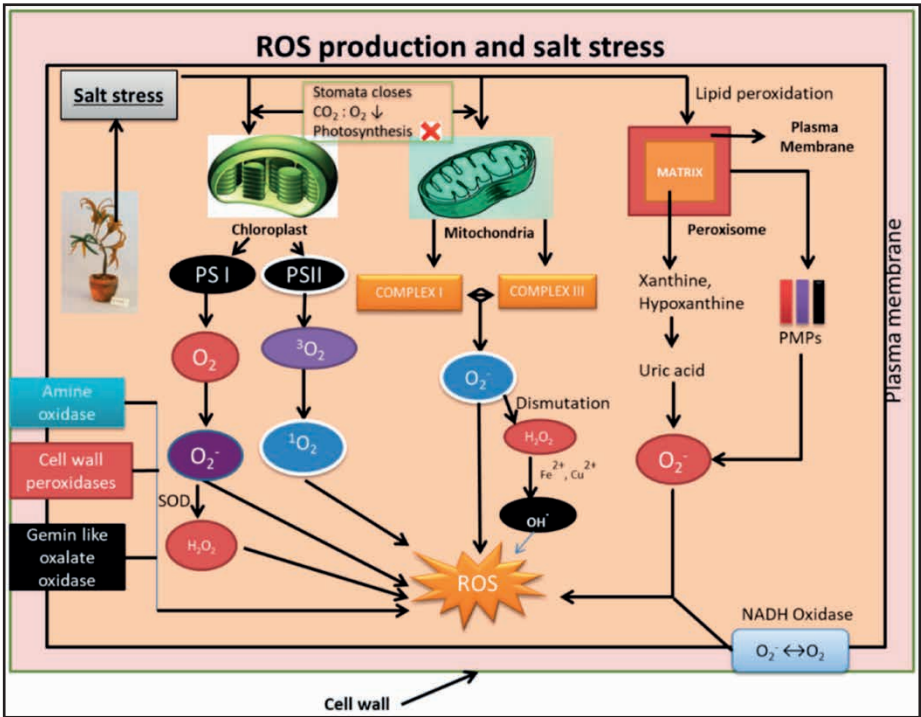 ROS production and salt stress
Salt stress
Stomata closes
CO₂ : O₂ ↓
Photosynthesis
Lipid peroxidation
Plasma
Membrane
MATRIX
Chloroplast
Mitochondria
Peroxisome
PS I
PSII
COMPLEX I
COMPLEX III
Xanthine,
Hypoxanthine
PMPs
Plasma membrane
O₂
³O₂
O₂⁻
Uric acid
Dismutation
Amine
oxidase
Cell wall
peroxidases
Gemin like
oxalate
oxidase
O₂⁻
¹O₂
H₂O₂
Fe²⁺, Cu²⁺
O₂⁻
SOD
H₂O₂
OH·
ROS
NADH Oxidase
O₂⁻ ↔O₂
Cell wall